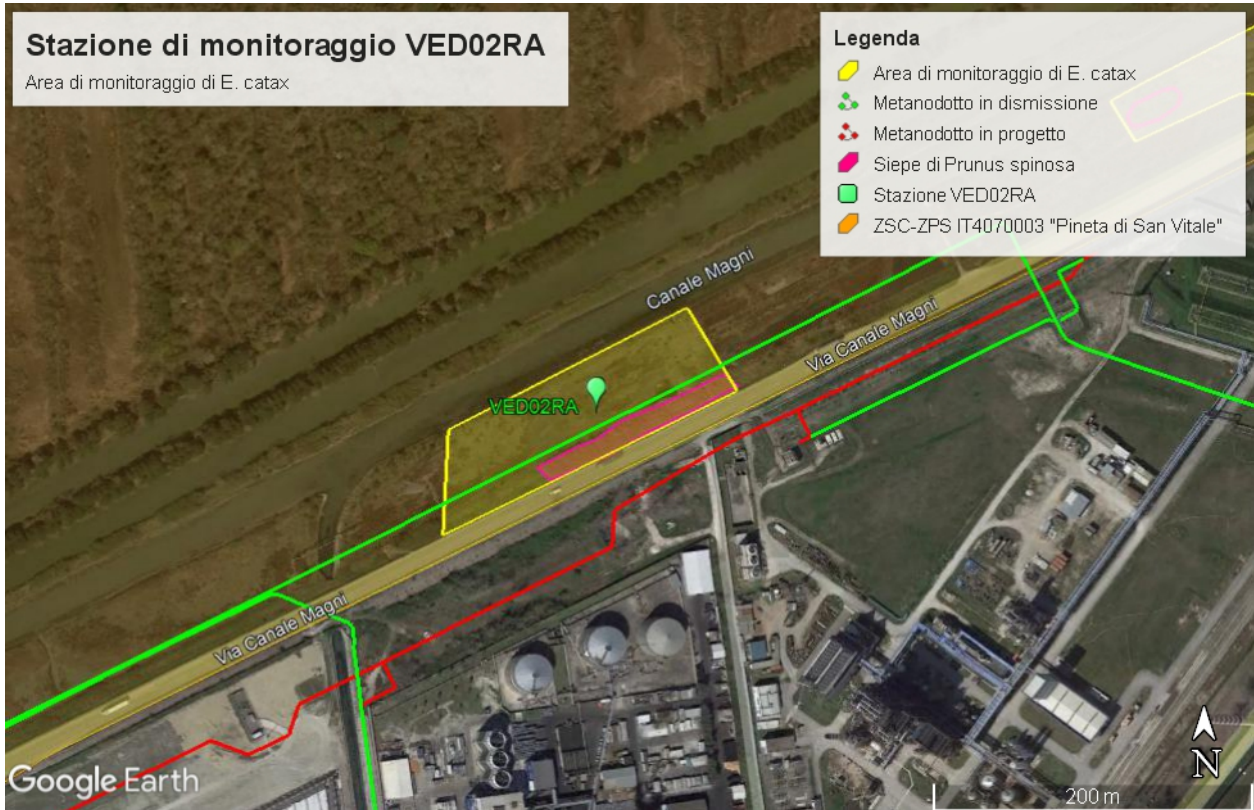 Stazione di monitoraggio VED02RA
Area di monitoraggio di E. catax
Legenda
Area di monitoraggio di E. catax
Metanodotto in dismissione
Metanodotto in progetto
Siepe di Prunus spinosa
Stazione VED02RA
ZSC-ZPS IT4070003 "Pineta di San Vitale"
Canale Magni
Via Canale Magni
VED02RA
Via Canale Magni
Google Earth
N
200 m